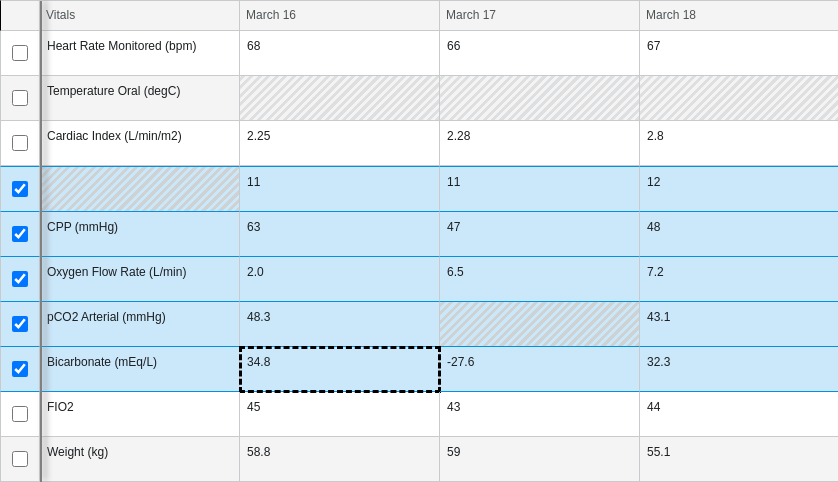 Vitals March 16 March 17 March 18
Heart Rate Monitored (bpm) 68 66 67
Temperature Oral (degC)
Cardiac Index (L/min/m2) 2.25 2.28 2.8
11 11 12
CPP (mmHg) 63 47 48
Oxygen Flow Rate (L/min) 2.0 6.5 7.2
pCO2 Arterial (mmHg) 48.3 43.1
Bicarbonate (mEq/L) 34.8 -27.6 32.3
FIO2 45 43 44
Weight (kg) 58.8 59 55.1